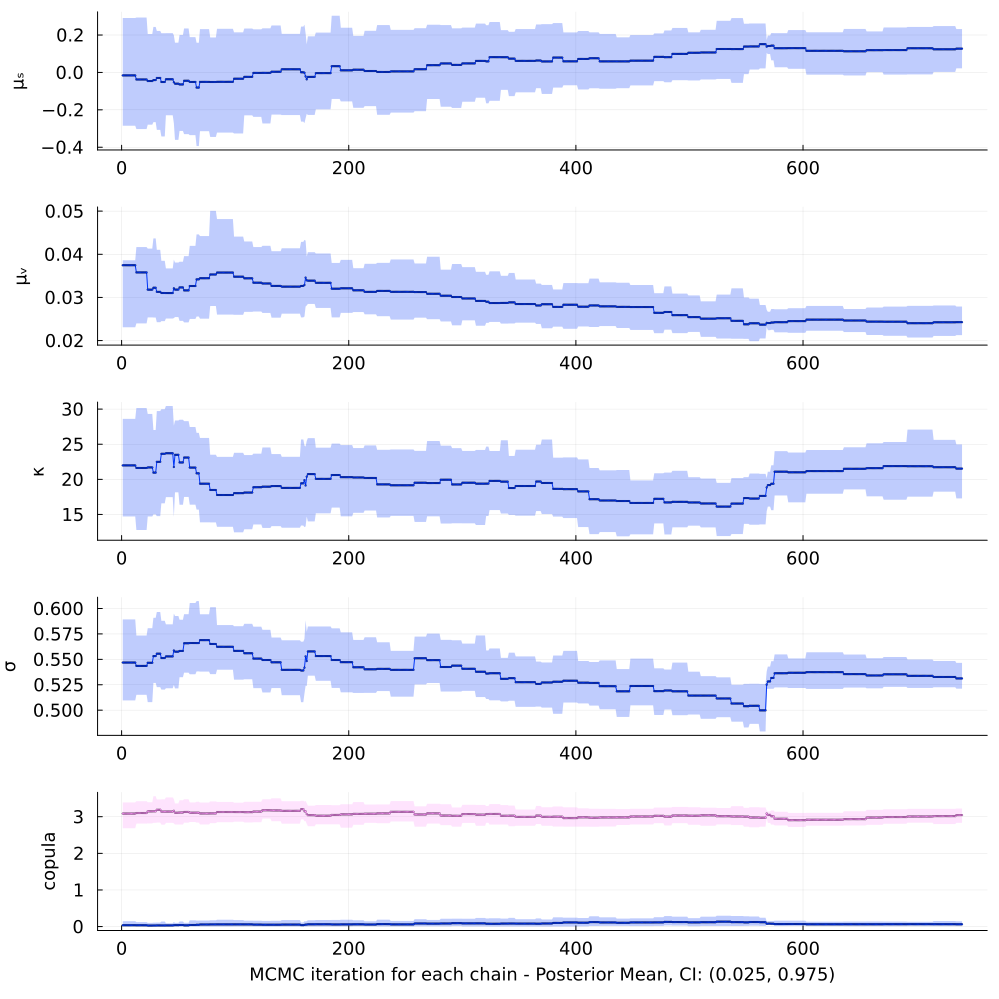 0.2
0.0
−0.2
−0.4
μₛ
0 200 400 600
0.05
0.04
0.03
0.02
μᵥ
0 200 400 600
30
25
20
15
κ
0 200 400 600
0.600
0.575
0.550
0.525
0.500
σ
0 200 400 600
3
2
1
0
copula
0 200 400 600
MCMC iteration for each chain - Posterior Mean, CI: (0.025, 0.975)